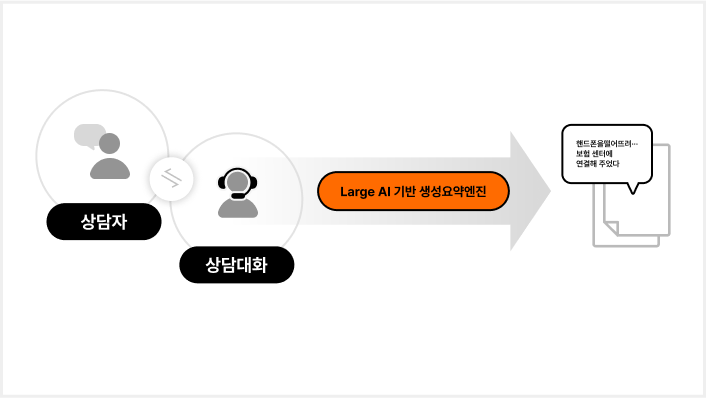 상담자
상담대화
Large AI 기반 생성요약엔진
핸드폰을떨어뜨려···
보험 센터에
연결해 주었다